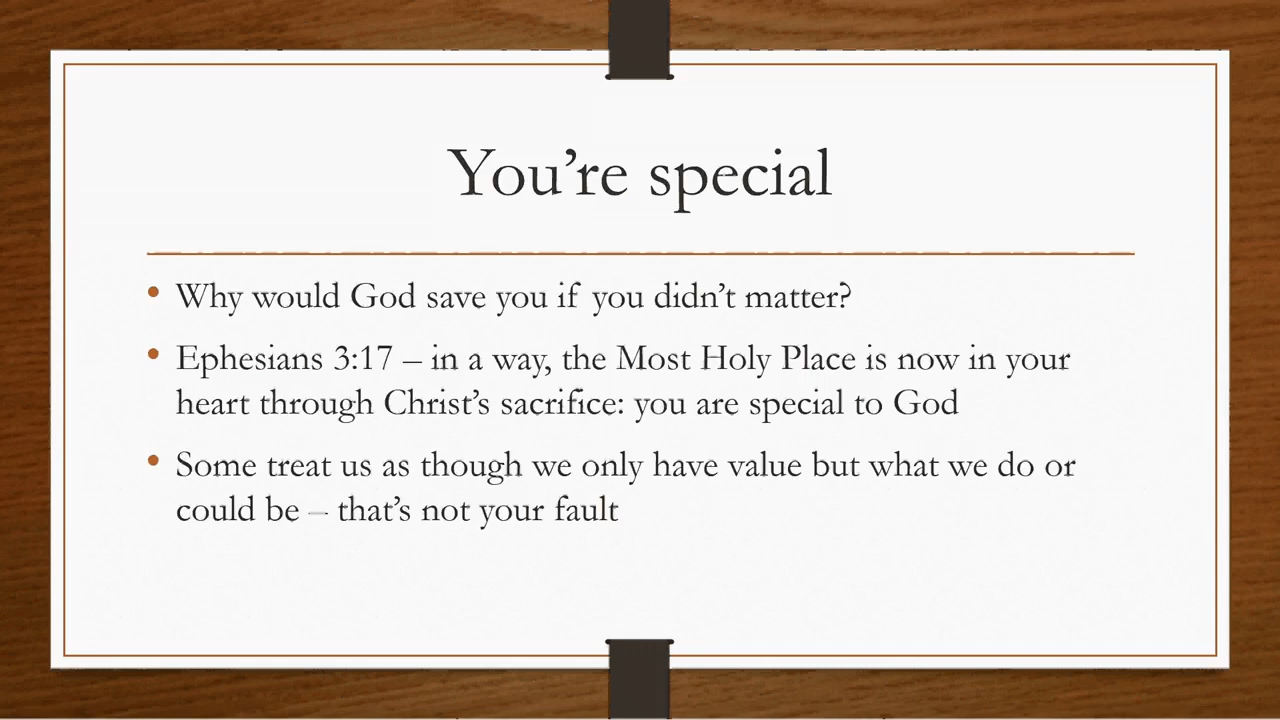 You’re special
• Why would God save you if you didn’t matter?
• Ephesians 3:17 – in a way, the Most Holy Place is now in your
heart through Christ’s sacrifice: you are special to God
• Some treat us as though we only have value but what we do or
could be – that’s not your fault